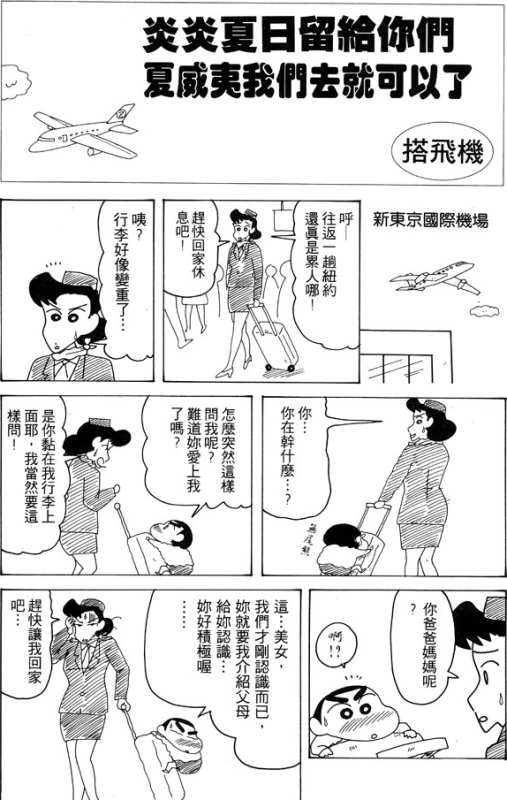 炎炎夏日留給你們
夏威夷我們去就可以了
搭飛機
新東京國際機場
呼—
往返一趟紐約
還真是累人哪！
趕快回家休
息吧！
咦？
行李好像變重了…
你…
你在幹什麼…？
無尾熊
怎麼突然這樣
問我呢？
難道妳愛上我
了嗎？
是你黏在我行李上
面耶，我當然要這
樣問！
你爸爸媽媽呢
？
啊！？
這…美女，
我們才剛認識而已，
妳就要我介紹父母
給妳認識…
妳好積極喔
………
趕快讓我回家
吧…